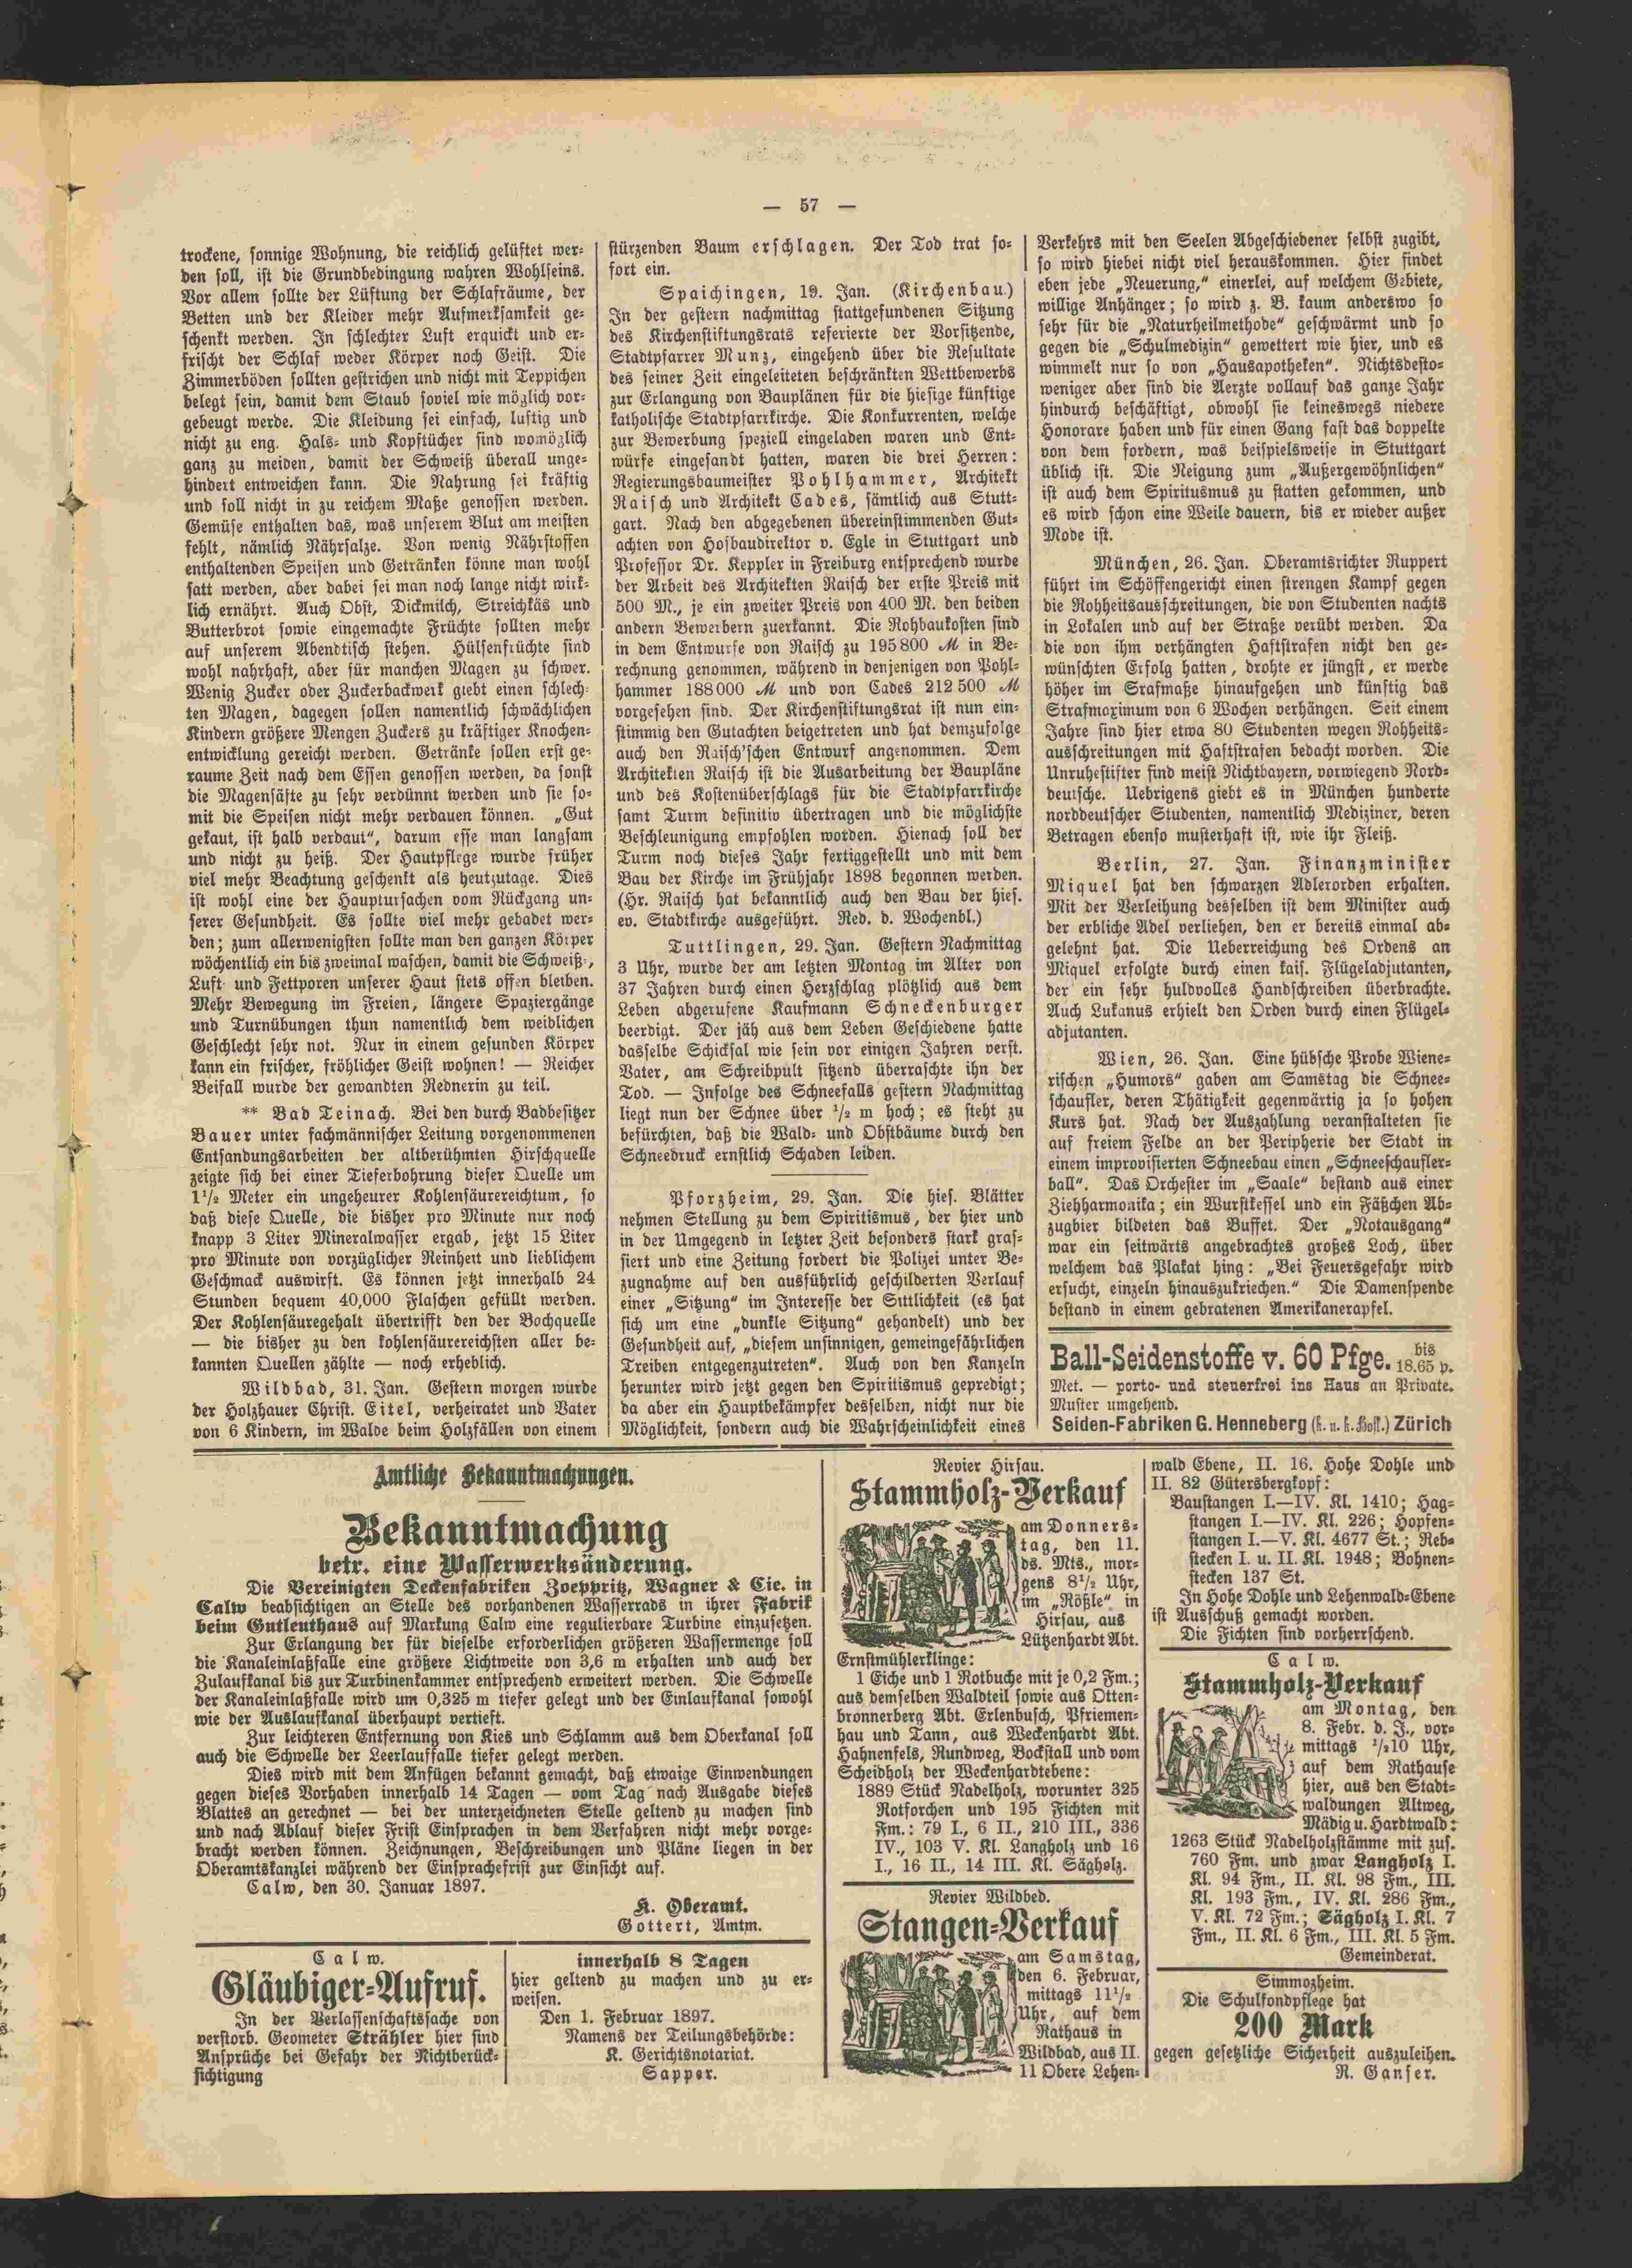 — 57 —
trockene, sonnige Wohnung, die reichlich gelüftet wer-
den soll, ist die Grundbedingung wahren Wohlseins.
Vor allem sollte der Lüftung der Schlafräume, der
Betten und der Kleider mehr Aufmerksamkeit ge-
schenkt werden. In schlechter Luft erquickt und er-
frischt der Schlaf weder Körper noch Geist. Die
Zimmerböden sollten gestrichen und nicht mit Teppichen
belegt sein, damit dem Staub soviel wie möglich vor-
gebeugt werde. Die Kleidung sei einfach, luftig und
nicht zu eng. Hals- und Kopftücher sind womöglich
ganz zu meiden, damit der Schweiß überall unge-
hindert entweichen kann. Die Nahrung sei kräftig
und soll nicht in zu reichem Maße genossen werden.
Gemüse enthalten das, was unserem Blut am meisten
fehlt, nämlich Nährsalze. Von wenig Nährstoffen
enthaltenden Speisen und Getränken könne man wohl
satt werden, aber dabei sei man noch lange nicht wirk-
lich ernährt. Auch Obst, Dickmilch, Streichkäs und
Butterbrot sowie eingemachte Früchte sollten mehr
auf unserem Abendtisch stehen. Hülsenfrüchte sind
wohl nahrhaft, aber für manchen Magen zu schwer.
Wenig Zucker oder Zuckerbackwerk giebt einen schlech-
ten Magen, dagegen sollen namentlich schwächlichen
Kindern größere Mengen Zuckers zu kräftiger Knochen-
entwicklung gereicht werden. Getränke sollen erst ge-
raume Zeit nach dem Essen genossen werden, da sonst
die Magensäfte zu sehr verdünnt werden und sie so-
mit die Speisen nicht mehr verdauen können. „Gut
gekaut, ist halb verdaut“, darum esse man langsam
und nicht zu heiß. Der Hautpflege wurde früher
viel mehr Beachtung geschenkt als heutzutage. Dies
ist wohl eine der Hauptursachen vom Rückgang un-
serer Gesundheit. Es sollte viel mehr gebadet wer-
den; zum allerwenigsten sollte man den ganzen Körper
wöchentlich ein bis zweimal waschen, damit die Schweiß-,
Luft- und Fettporen unserer Haut stets offen bleiben.
Mehr Bewegung im Freien, längere Spaziergänge
und Turnübungen thun namentlich dem weiblichen
Geschlecht sehr not. Nur in einem gesunden Körper
kann ein frischer, fröhlicher Geist wohnen! — Reicher
Beifall wurde der gewandten Rednerin zu teil.
** Bad Teinach. Bei den durch Badbesitzer
Bauer unter fachmännischer Leitung vorgenommenen
Entsandungsarbeiten der altberühmten Hirschquelle
zeigte sich bei einer Tieferbohrung dieser Quelle um
1½ Meter ein ungeheurer Kohlensäurereichtum, so
daß diese Quelle, die bisher pro Minute nur noch
knapp 3 Liter Mineralwasser ergab, jetzt 15 Liter
pro Minute von vorzüglicher Reinheit und lieblichem
Geschmack auswirft. Es können jetzt innerhalb 24
Stunden bequem 40,000 Flaschen gefüllt werden.
Der Kohlensäuregehalt übertrifft den der Bochquelle
— die bisher zu den kohlensäurereichsten aller be-
kannten Quellen zählte — noch erheblich.
Wildbad, 31. Jan. Gestern morgen wurde
der Holzhauer Christ. Eitel, verheiratet und Vater
von 6 Kindern, im Walde beim Holzfällen von einem
stürzenden Baum erschlagen. Der Tod trat so-
fort ein.
Spaichingen, 19. Jan. (Kirchenbau.)
In der gestern nachmittag stattgefundenen Sitzung
des Kirchenstiftungsrats referierte der Vorsitzende,
Stadtpfarrer Munz, eingehend über die Resultate
des seiner Zeit eingeleiteten beschränkten Wettbewerbs
zur Erlangung von Bauplänen für die hiesige künftige
katholische Stadtpfarrkirche. Die Konkurrenten, welche
zur Bewerbung speziell eingeladen waren und Ent-
würfe eingesandt hatten, waren die drei Herren:
Regierungsbaumeister Pohlhammer, Architekt
Raisch und Architekt Cades, sämtlich aus Stutt-
gart. Nach den abgegebenen übereinstimmenden Gut-
achten von Hofbaudirektor v. Egle in Stuttgart und
Professor Dr. Keppler in Freiburg entsprechend wurde
der Arbeit des Architekten Raisch der erste Preis mit
500 M., je ein zweiter Preis von 400 M. den beiden
andern Bewerbern zuerkannt. Die Rohbaukosten sind
in dem Entwurfe von Raisch zu 195800 M in Be-
rechnung genommen, während in denjenigen von Pohl-
hammer 188000 M und von Cades 212500 M
vorgesehen sind. Der Kirchenstiftungsrat ist nun ein-
stimmig den Gutachten beigetreten und hat demzufolge
auch den Raisch'schen Entwurf angenommen. Dem
Architekten Raisch ist die Ausarbeitung der Baupläne
und des Kostenüberschlags für die Stadtpfarrkirche
samt Turm definitiv übertragen und die möglichste
Beschleunigung empfohlen worden. Hienach soll der
Turm noch dieses Jahr fertiggestellt und mit dem
Bau der Kirche im Frühjahr 1898 begonnen werden.
(Hr. Raisch hat bekanntlich auch den Bau der hies.
ev. Stadtkirche ausgeführt. Red. d. Wochenbl.)
Tuttlingen, 29. Jan. Gestern Nachmittag
3 Uhr, wurde der am letzten Montag im Alter von
37 Jahren durch einen Herzschlag plötzlich aus dem
Leben abgerufene Kaufmann Schneckenburger
beerdigt. Der jäh aus dem Leben Geschiedene hatte
dasselbe Schicksal wie sein vor einigen Jahren verst.
Vater, am Schreibpult sitzend überraschte ihn der
Tod. — Infolge des Schneefalls gestern Nachmittag
liegt nun der Schnee über ½ m hoch; es steht zu
befürchten, daß die Wald- und Obstbäume durch den
Schneedruck ernstlich Schaden leiden.
Pforzheim, 29. Jan. Die hies. Blätter
nehmen Stellung zu dem Spiritismus, der hier und
in der Umgegend in letzter Zeit besonders stark gras-
siert und eine Zeitung fordert die Polizei unter Be-
zugnahme auf den ausführlich geschilderten Verlauf
einer „Sitzung“ im Interesse der Sittlichkeit (es hat
sich um eine „dunkle Sitzung“ gehandelt) und der
Gesundheit auf, „diesem unsinnigen, gemeingefährlichen
Treiben entgegenzutreten“. Auch von den Kanzeln
herunter wird jetzt gegen den Spiritismus gepredigt;
da aber ein Hauptbekämpfer desselben, nicht nur die
Möglichkeit, sondern auch die Wahrscheinlichkeit eines
Verkehrs mit den Seelen Abgeschiedener selbst zugibt,
so wird hiebei nicht viel herauskommen. Hier findet
eben jede „Neuerung,“ einerlei, auf welchem Gebiete,
willige Anhänger; so wird z. B. kaum anderswo so
sehr für die „Naturheilmethode“ geschwärmt und so
gegen die „Schulmedizin“ gewettert wie hier, und es
wimmelt nur so von „Hausapotheken“. Nichtsdesto-
weniger aber sind die Aerzte vollauf das ganze Jahr
hindurch beschäftigt, obwohl sie keineswegs niedere
Honorare haben und für einen Gang fast das doppelte
von dem fordern, was beispielsweise in Stuttgart
üblich ist. Die Neigung zum „Außergewöhnlichen“
ist auch dem Spiritusmus zu statten gekommen, und
es wird schon eine Weile dauern, bis er wieder außer
Mode ist.
München, 26. Jan. Oberamtsrichter Ruppert
führt im Schöffengericht einen strengen Kampf gegen
die Rohheitsausschreitungen, die von Studenten nachts
in Lokalen und auf der Straße verübt werden. Da
die von ihm verhängten Haftstrafen nicht den ge-
wünschten Erfolg hatten, drohte er jüngst, er werde
höher im Srafmaße hinaufgehen und künftig das
Strafmaximum von 6 Wochen verhängen. Seit einem
Jahre sind hier etwa 80 Studenten wegen Rohheits-
ausschreitungen mit Haftstrafen bedacht worden. Die
Unruhestifter sind meist Nichtbayern, vorwiegend Nord-
deutsche. Uebrigens giebt es in München hunderte
norddeutscher Studenten, namentlich Mediziner, deren
Betragen ebenso musterhaft ist, wie ihr Fleiß.
Berlin, 27. Jan. Finanzminister
Miquel hat den schwarzen Adlerorden erhalten.
Mit der Verleihung desselben ist dem Minister auch
der erbliche Adel verliehen, den er bereits einmal ab-
gelehnt hat. Die Ueberreichung des Ordens an
Miquel erfolgte durch einen kais. Flügeladjutanten,
der ein sehr huldvolles Handschreiben überbrachte.
Auch Lukanus erhielt den Orden durch einen Flügel-
adjutanten.
Wien, 26. Jan. Eine hübsche Probe Wiene-
rischen „Humors“ gaben am Samstag die Schnee-
schaufler, deren Thätigkeit gegenwärtig ja so hohen
Kurs hat. Nach der Auszahlung veranstalteten sie
auf freiem Felde an der Peripherie der Stadt in
einem improvisierten Schneebau einen „Schneeschaufler-
ball“. Das Orchester im „Saale“ bestand aus einer
Ziehharmonika; ein Wurstkessel und ein Fäßchen Ab-
zugbier bildeten das Buffet. Der „Notausgang“
war ein seitwärts angebrachtes großes Loch, über
welchem das Plakat hing: „Bei Feuersgefahr wird
ersucht, einzeln hinauszukriechen.“ Die Damenspende
bestand in einem gebratenen Amerikanerapfel.
Ball-Seidenstoffe v. 60 Pfge. bis 18.65 p.
Met. — porto- und steuerfrei ins Haus an Private.
Muster umgehend.
Seiden-Fabriken G. Henneberg (k. u. k. Hofl.) Zürich
Amtliche Bekanntmachungen.
Bekanntmachung
betr. eine Wasserwerksänderung.
Die Vereinigten Deckenfabriken Zoeppritz, Wagner & Cie. in
Calw beabsichtigen an Stelle des vorhandenen Wasserrads in ihrer Fabrik
beim Gutleuthaus auf Markung Calw eine regulierbare Turbine einzusetzen.
Zur Erlangung der für dieselbe erforderlichen größeren Wassermenge soll
die Kanaleinlaßfalle eine größere Lichtweite von 3,6 m erhalten und auch der
Zulaufkanal bis zur Turbinenkammer entsprechend erweitert werden. Die Schwelle
der Kanaleinlaßfalle wird um 0,325 m tiefer gelegt und der Einlaufkanal sowohl
wie der Auslaufkanal überhaupt vertieft.
Zur leichteren Entfernung von Kies und Schlamm aus dem Oberkanal soll
auch die Schwelle der Leerlauffalle tiefer gelegt werden.
Dies wird mit dem Anfügen bekannt gemacht, daß etwaige Einwendungen
gegen dieses Vorhaben innerhalb 14 Tagen — vom Tag nach Ausgabe dieses
Blattes an gerechnet — bei der unterzeichneten Stelle geltend zu machen sind
und nach Ablauf dieser Frist Einsprachen in dem Verfahren nicht mehr vorge-
bracht werden können. Zeichnungen, Beschreibungen und Pläne liegen in der
Oberamtskanzlei während der Einsprachefrist zur Einsicht auf.
Calw, den 30. Januar 1897.
K. Oberamt.
Gottert, Amtm.
Calw.
Gläubiger-Aufruf.
In der Verlassenschaftssache von
verstorb. Geometer Strähler hier sind
Ansprüche bei Gefahr der Nichtberück-
sichtigung
innerhalb 8 Tagen
hier geltend zu machen und zu er-
weisen.
Den 1. Februar 1897.
Namens der Teilungsbehörde:
K. Gerichtsnotariat.
Sapper.
Revier Hirsau.
Stammholz-Verkauf
am Donners-
tag, den 11.
ds. Mts., mor-
gens 8½ Uhr,
im „Rößle“ in
Hirsau, aus
Lützenhardt Abt.
Ernstmühlerklinge:
1 Eiche und 1 Rotbuche mit je 0,2 Fm.;
aus demselben Waldteil sowie aus Otten-
bronnerberg Abt. Erlenbusch, Pfriemen-
hau und Tann, aus Weckenhardt Abt.
Hahnenfels, Rundweg, Bockstall und vom
Scheidholz der Weckenhardtebene:
1889 Stück Nadelholz, worunter 325
Rotforchen und 195 Fichten mit
Fm.: 79 I., 6 II., 210 III., 336
IV., 103 V. Kl. Langholz und 16
I., 16 II., 14 III. Kl. Sägholz.
Revier Wildbed.
Stangen-Verkauf
am Samstag,
den 6. Februar,
mittags 11½
Uhr, auf dem
Rathaus in
Wildbad, aus II.
11 Obere Lehen-
wald Ebene, II. 16. Hohe Dohle und
II. 82 Gütersbergkopf:
Baustangen I.—IV. Kl. 1410; Hag-
stangen I.—IV. Kl. 226; Hopfen-
stangen I.—V. Kl. 4677 St.; Reb-
stecken I. u. II. Kl. 1948; Bohnen-
stecken 137 St.
In Hohe Dohle und Lehenwald-Ebene
ist Ausschuß gemacht worden.
Die Fichten sind vorherrschend.
Calw.
Stammholz-Verkauf
am Montag, den
8. Febr. d. J., vor-
mittags ½10 Uhr,
auf dem Rathause
hier, aus den Stadt-
waldungen Altweg,
Mädig u. Hardtwald:
1263 Stück Nadelholzstämme mit zus.
760 Fm. und zwar Langholz I.
Kl. 94 Fm., II. Kl. 98 Fm., III.
Kl. 193 Fm., IV. Kl. 286 Fm.,
V. Kl. 72 Fm.; Sägholz I. Kl. 7
Fm., II. Kl. 6 Fm., III. Kl. 5 Fm.
Gemeinderat.
Simmozheim.
Die Schulfondpflege hat
200 Mark
gegen gesetzliche Sicherheit auszuleihen.
R. Ganser.